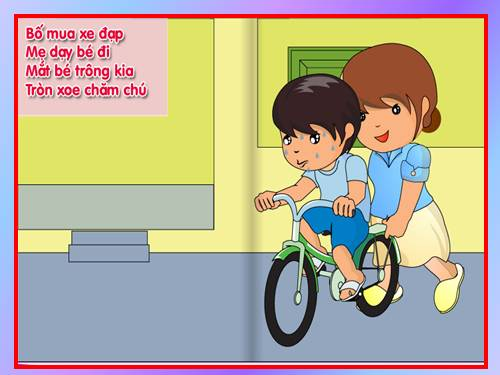 Bố mua xe đạp
Mẹ dạy bé đi
Mắt bé trông kia
Tròn xoe chăm chú